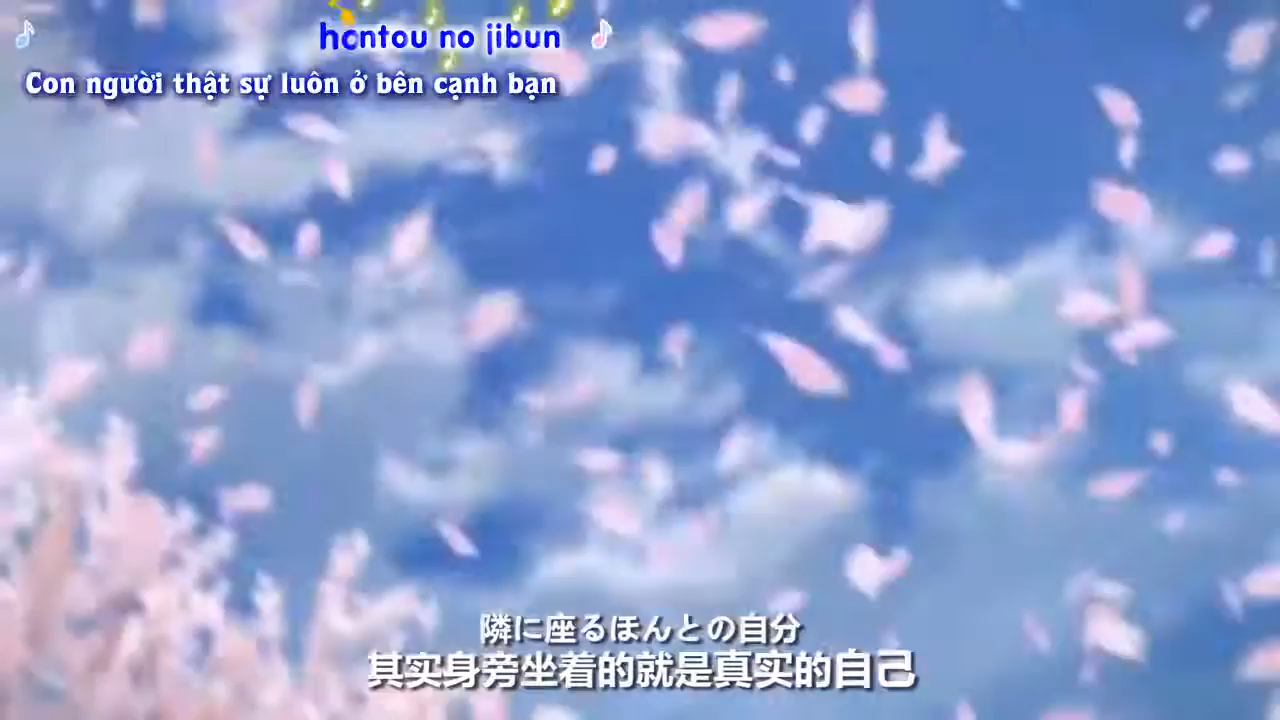 hontou no jibun
Con người thật sự luôn ở bên cạnh bạn
隣に座るほんとの自分
其实身旁坐着的就是真实的自己